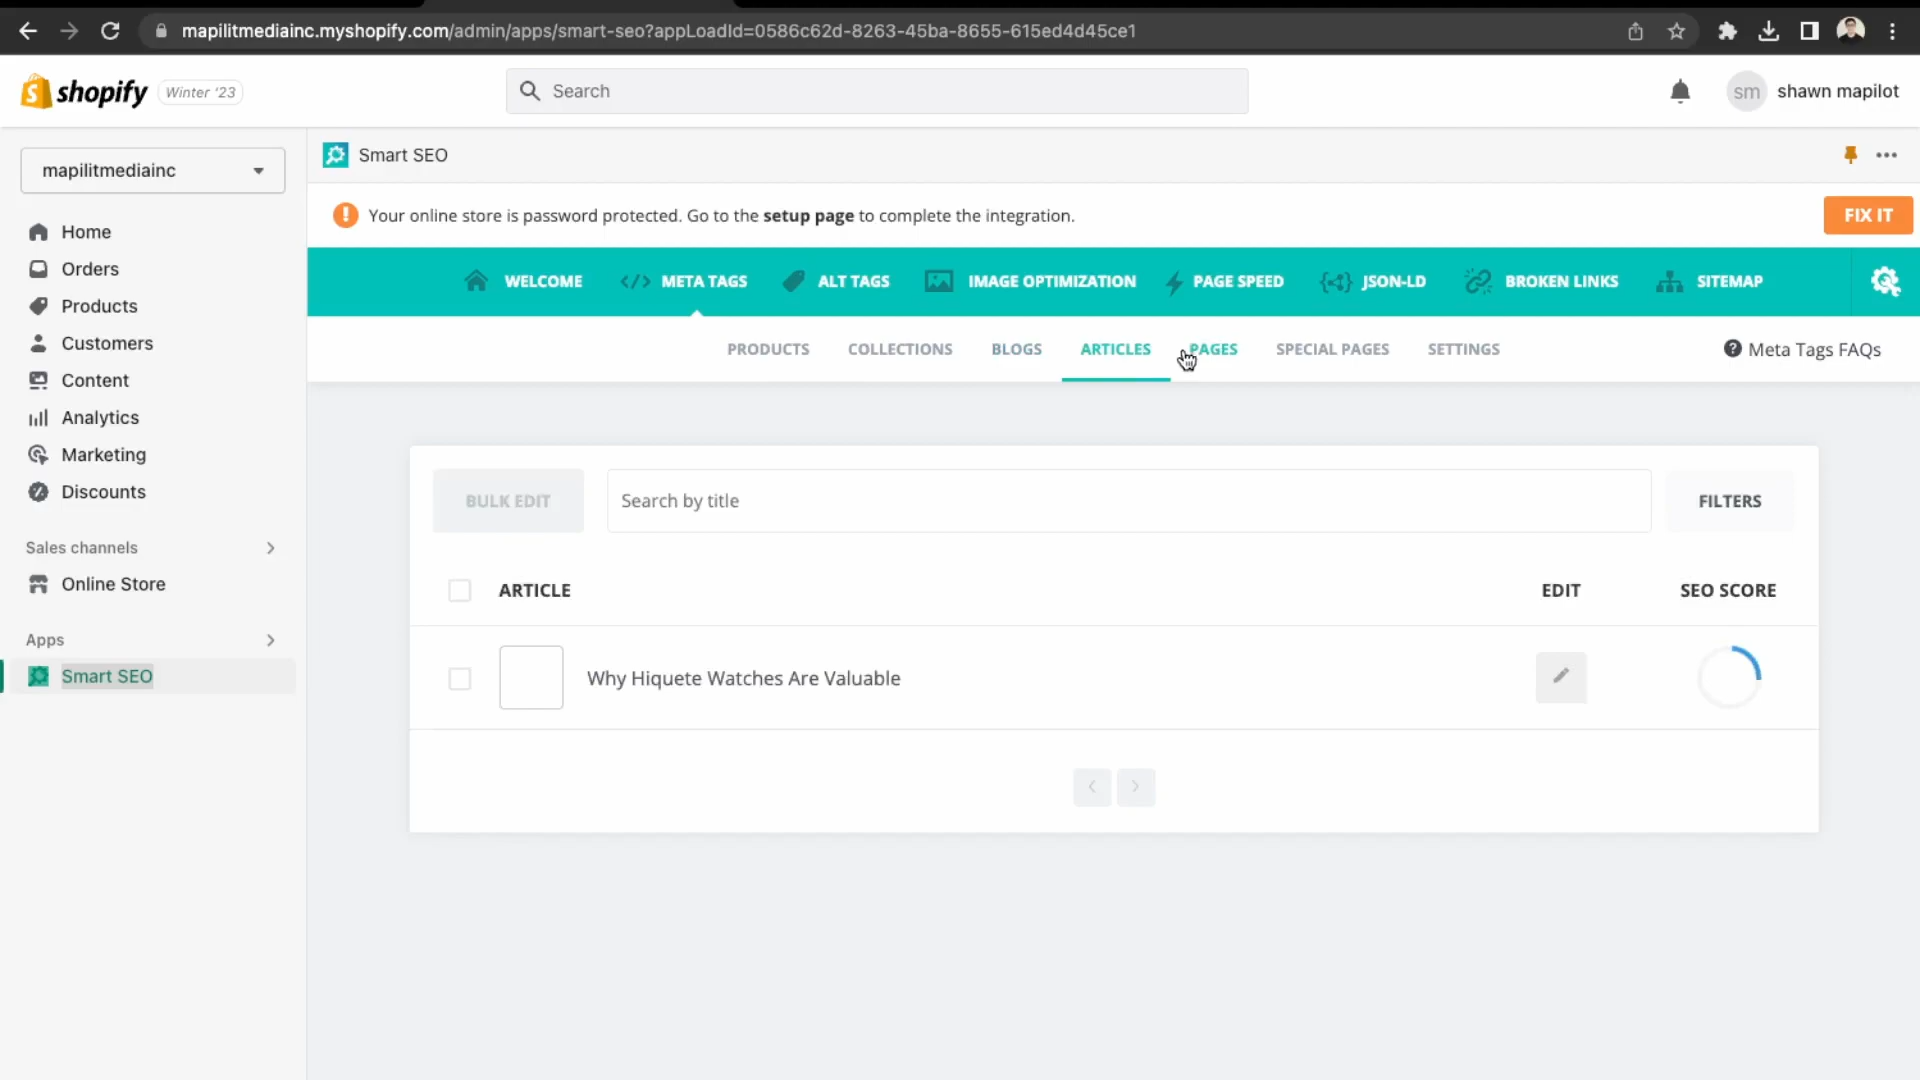 mapilitmediainc.myshopify.com/admin/apps/smart-seo?appLoadId=0586c62d-8263-45ba-8655-615ed4d45ce1
shopify Winter '23 Search sm shawn mapilot
mapilitmediainc
Home
Orders
Products
Customers
Content
Analytics
Marketing
Discounts
Sales channels
Online Store
Apps
Smart SEO
Smart SEO
Your online store is password protected. Go to the setup page to complete the integration. FIX IT
WELCOME META TAGS ALT TAGS IMAGE OPTIMIZATION PAGE SPEED JSON-LD BROKEN LINKS SITEMAP
PRODUCTS COLLECTIONS BLOGS ARTICLES PAGES SPECIAL PAGES SETTINGS Meta Tags FAQs
BULK EDIT Search by title FILTERS
ARTICLE EDIT SEO SCORE
Why Hiquete Watches Are Valuable